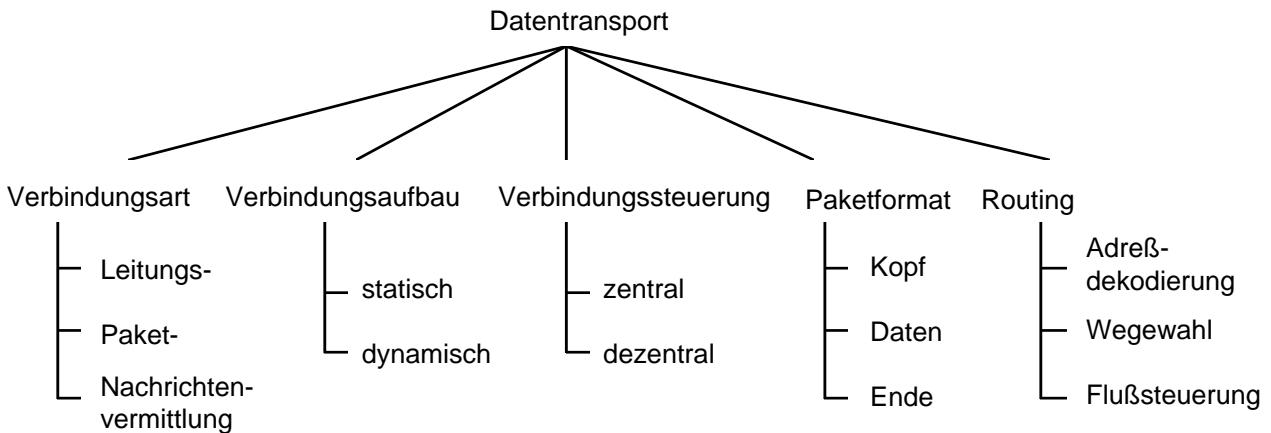 Datentransport
Verbindungsart
Verbindungsaufbau
Verbindungssteuerung
Paketformat
Routing
Leitungs-
Paket-
Nachrichten-
vermittlung
statisch
dynamisch
zentral
dezentral
Kopf
Daten
Ende
Adreß-
dekodierung
Wegewahl
Flußsteuerung